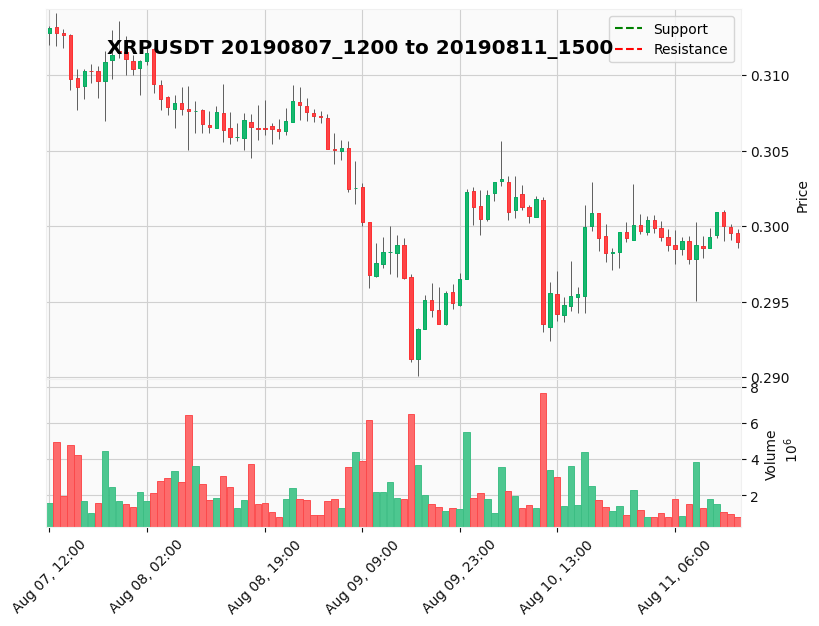 XRPUSDT 20190807_1200 to 20190811_1500
Support
Resistance
0.310
0.305
0.300
0.295
0.290
Price
8
6
4
2
Volume
10^6
Aug 07, 12:00
Aug 08, 02:00
Aug 08, 19:00
Aug 09, 09:00
Aug 09, 23:00
Aug 10, 13:00
Aug 11, 06:00